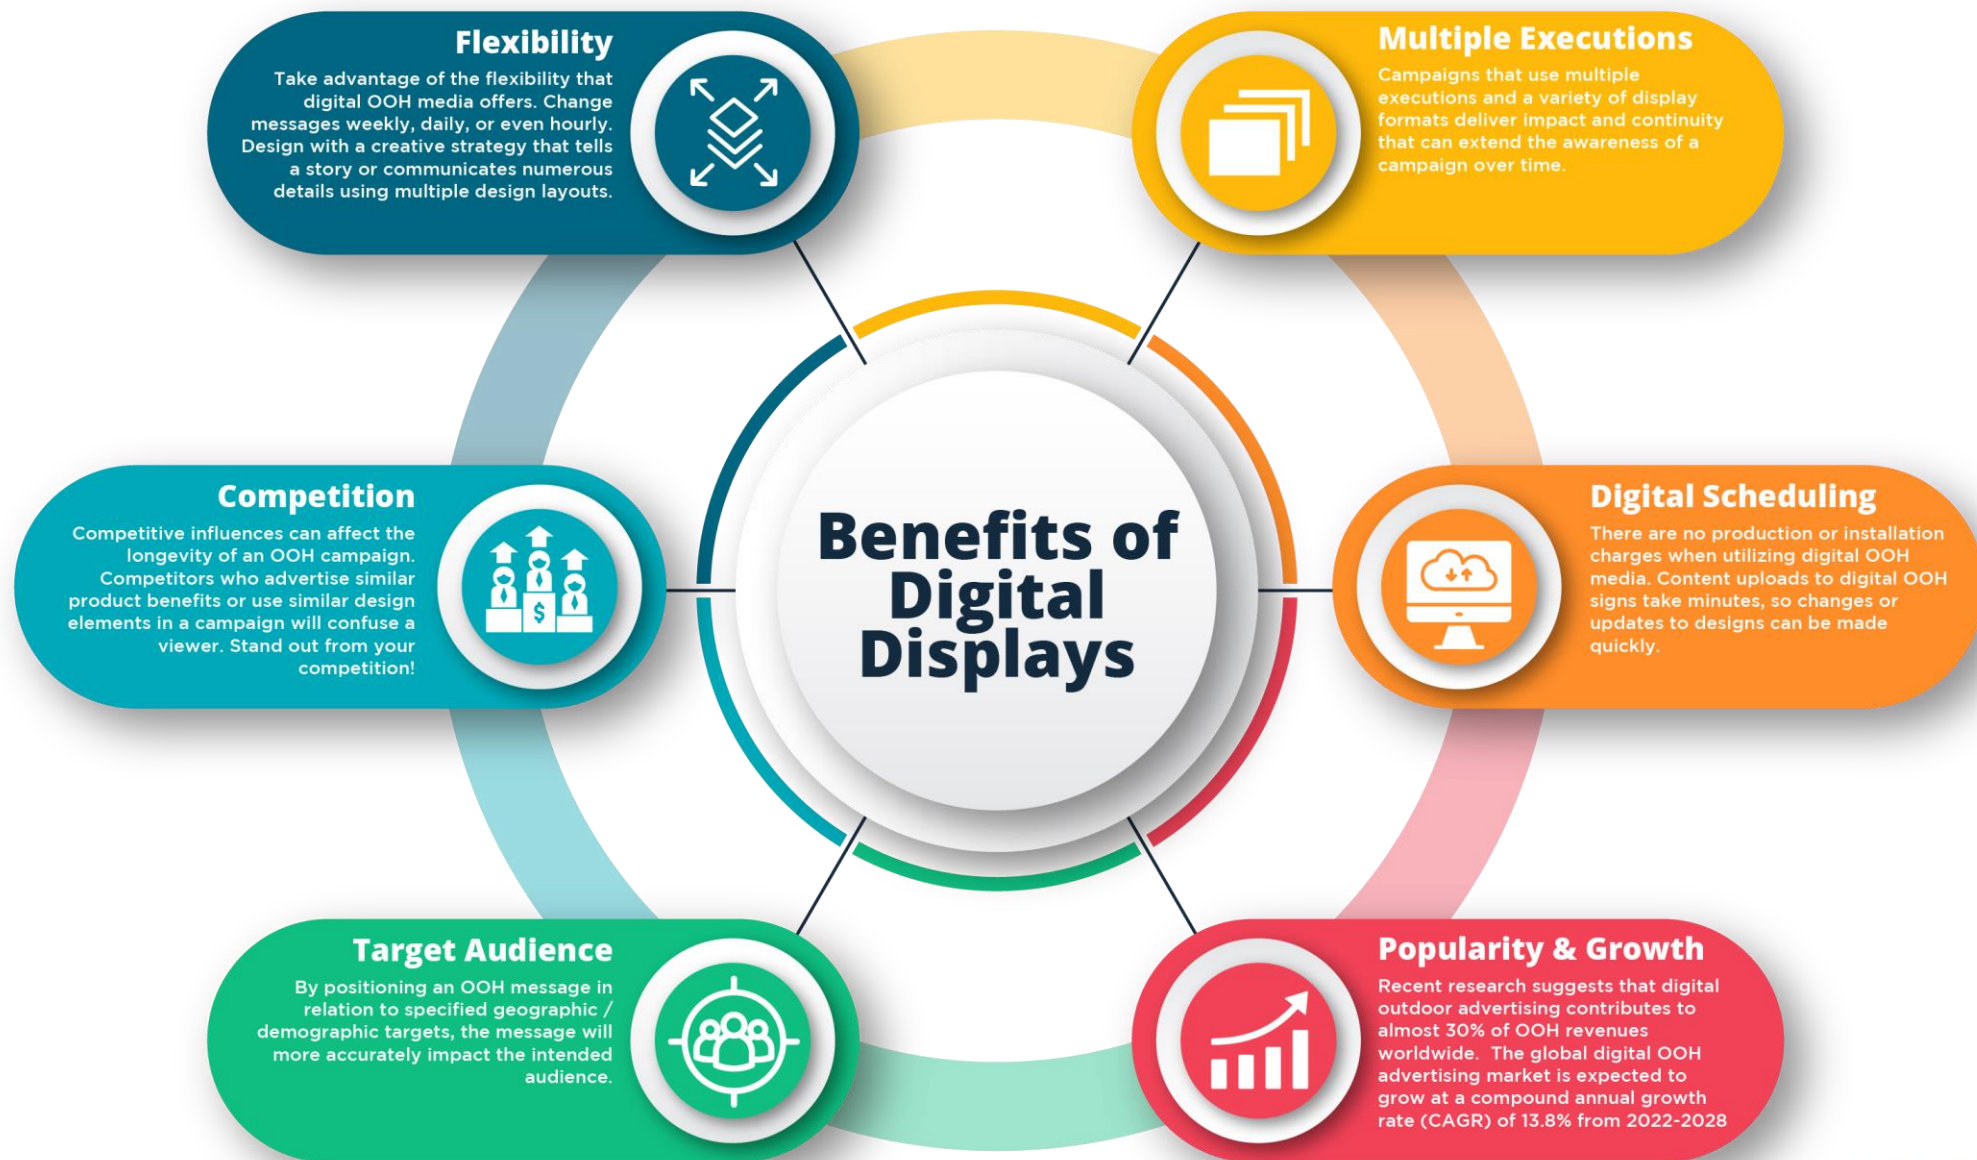 Flexibility
Take advantage of the flexibility that
digital OOH media offers. Change
messages weekly, daily, or even hourly.
Design with a creative strategy that tells
a story or communicates numerous
details using multiple design layouts.
Multiple Executions
Campaigns that use multiple
executions and a variety of display
formats deliver impact and continuity
that can extend the awareness of a
campaign over time.
Competition
Competitive influences can affect the
longevity of an OOH campaign.
Competitors who advertise similar
product benefits or use similar design
elements in a campaign will confuse a
viewer. Stand out from your
competition!
$
Benefits of
Digital
Displays
Digital Scheduling
There are no production or installation
charges when utilizing digital OOH
media. Content uploads to digital OOH
signs take minutes, so changes or
updates to designs can be made
quickly.
Target Audience
By positioning an OOH message in
relation to specified geographic /
demographic targets, the message will
more accurately impact the intended
audience.
Popularity & Growth
Recent research suggests that digital
outdoor advertising contributes to
almost 30% of OOH revenues
worldwide. The global digital OOH
advertising market is expected to
grow at a compound annual growth
rate (CAGR) of 13.8% from 2022-2028